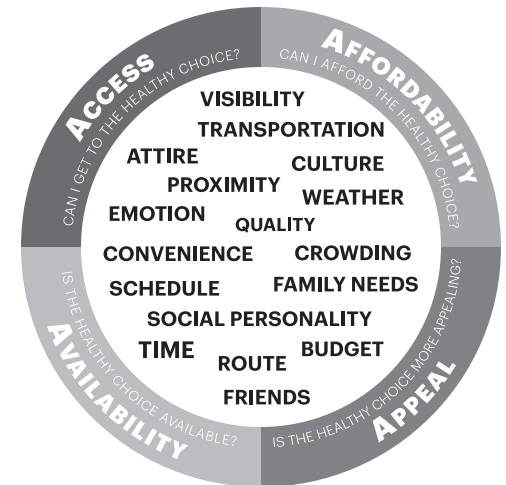 ACCESS
CAN I GET TO THE HEALTHY CHOICE?
AFFORDABILITY
CAN I AFFORD THE HEALTHY CHOICE?
VISIBILITY
TRANSPORTATION
ATTIRE
CULTURE
PROXIMITY
WEATHER
EMOTION
QUALITY
CONVENIENCE
CROWDING
SCHEDULE
FAMILY NEEDS
SOCIAL PERSONALITY
TIME
BUDGET
ROUTE
FRIENDS
IS THE HEALTHY CHOICE AVAILABLE?
AVAILABILITY
IS THE HEALTHY CHOICE MORE APPEALING?
APPEAL